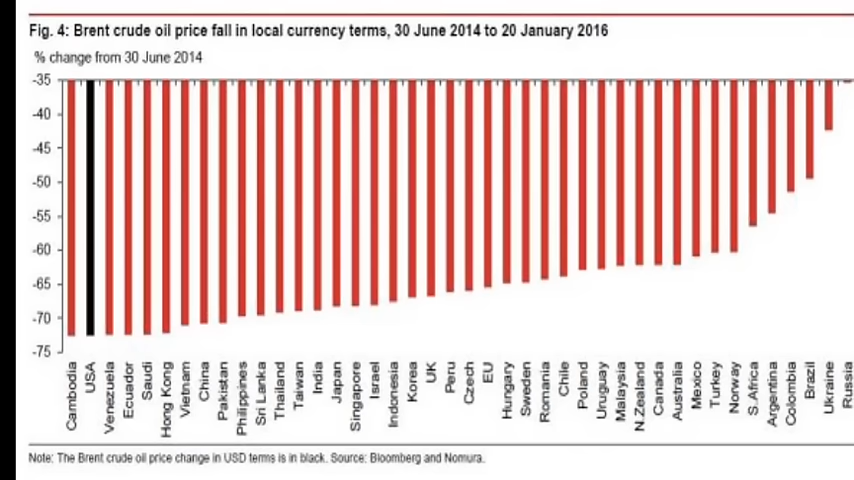 Fig. 4: Brent crude oil price fall in local currency terms, 30 June 2014 to 20 January 2016
% change from 30 June 2014
-35
-40
-45
-50
-55
-60
-65
-70
-75
Cambodia
USA
Venezuela
Ecuador
Saudi
Hong Kong
Vietnam
China
Pakistan
Philippines
Sri Lanka
Thailand
Taiwan
India
Japan
Singapore
Israel
Indonesia
Korea
UK
Peru
Czech
EU
Hungary
Sweden
Romania
Chile
Poland
Uruguay
Malaysia
N.Zealand
Canada
Australia
Mexico
Turkey
Norway
S.Africa
Argentina
Colombia
Brazil
Ukraine
Russia
Note: The Brent crude oil price change in USD terms is in black. Source: Bloomberg and Nomura.